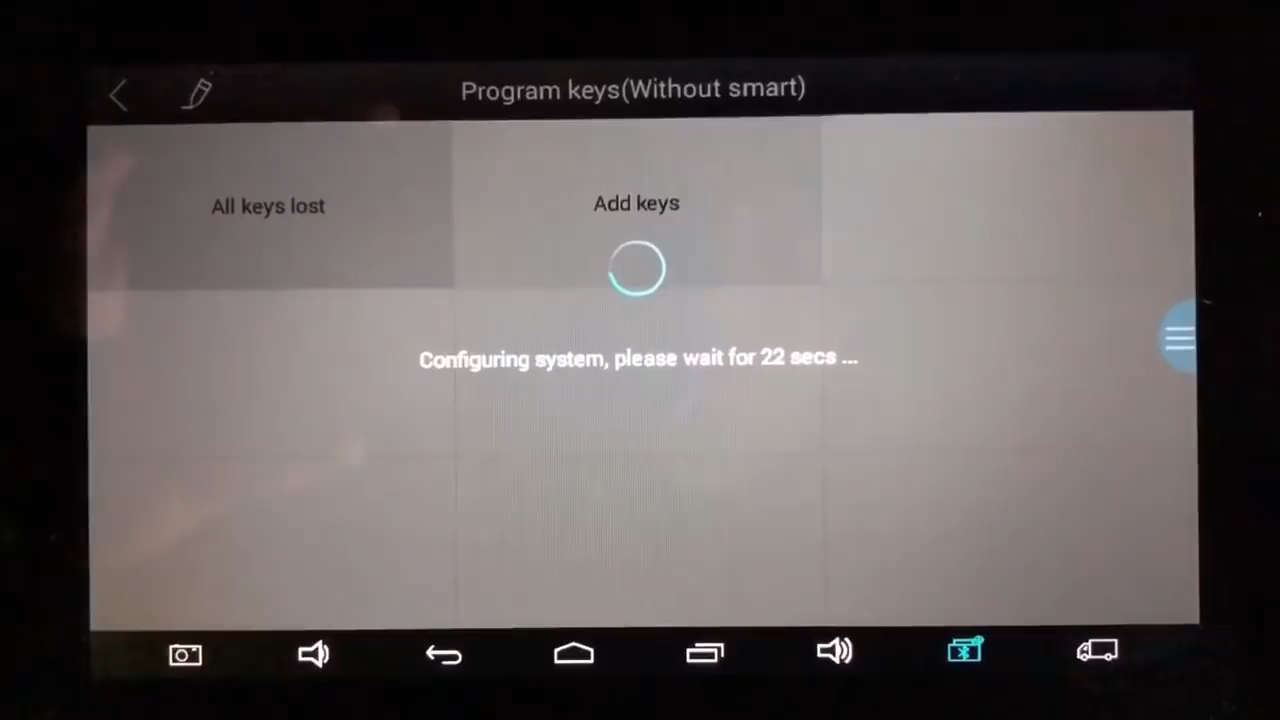 Program keys(Without smart)
All keys lost
Add keys
Configuring system, please wait for 22 secs ...